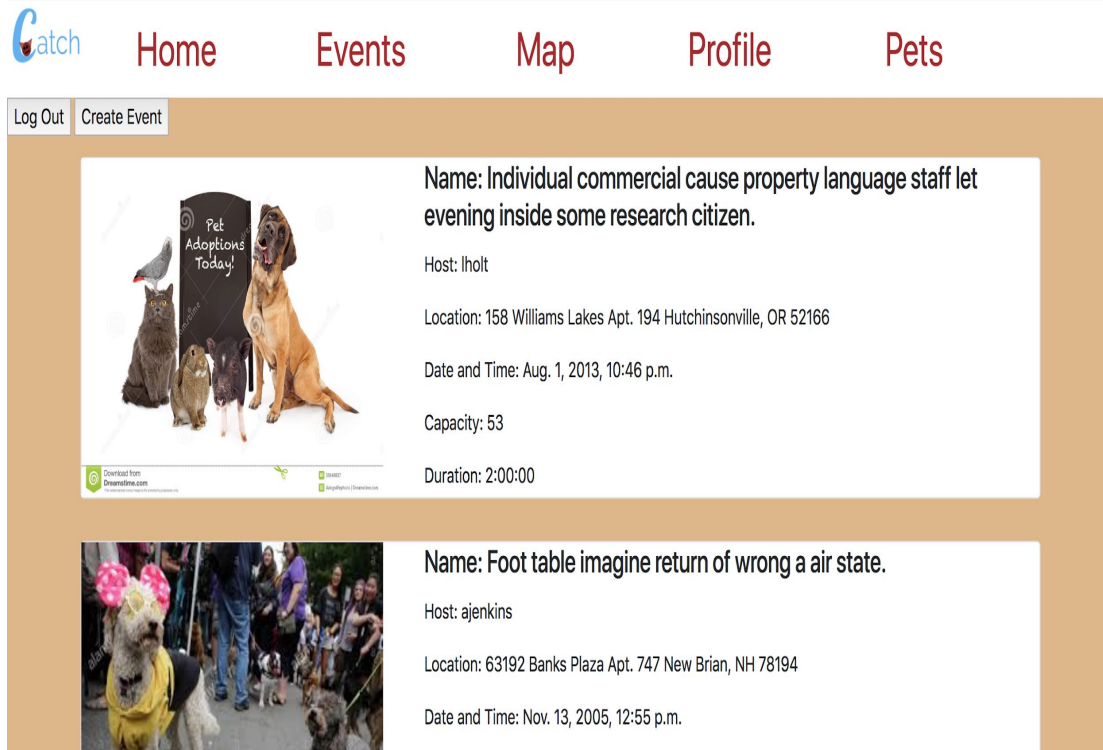 Catch
Home Events Map Profile Pets
Log Out Create Event
Pet
Adoptions
Today!
Download from
Dreamstime.com
Name: Individual commercial cause property language staff let
evening inside some research citizen.
Host: lholt
Location: 158 Williams Lakes Apt. 194 Hutchinsonville, OR 52166
Date and Time: Aug. 1, 2013, 10:46 p.m.
Capacity: 53
Duration: 2:00:00
Name: Foot table imagine return of wrong a air state.
Host: ajenkins
Location: 63192 Banks Plaza Apt. 747 New Brian, NH 78194
Date and Time: Nov. 13, 2005, 12:55 p.m.